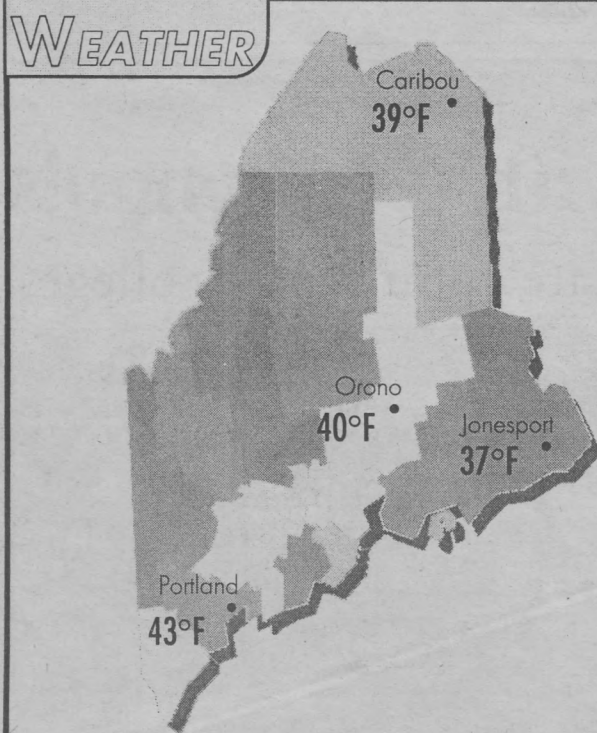 WEATHER
Caribou
39°F
Orono
40°F
Jonesport
37°F
Portland
43°F